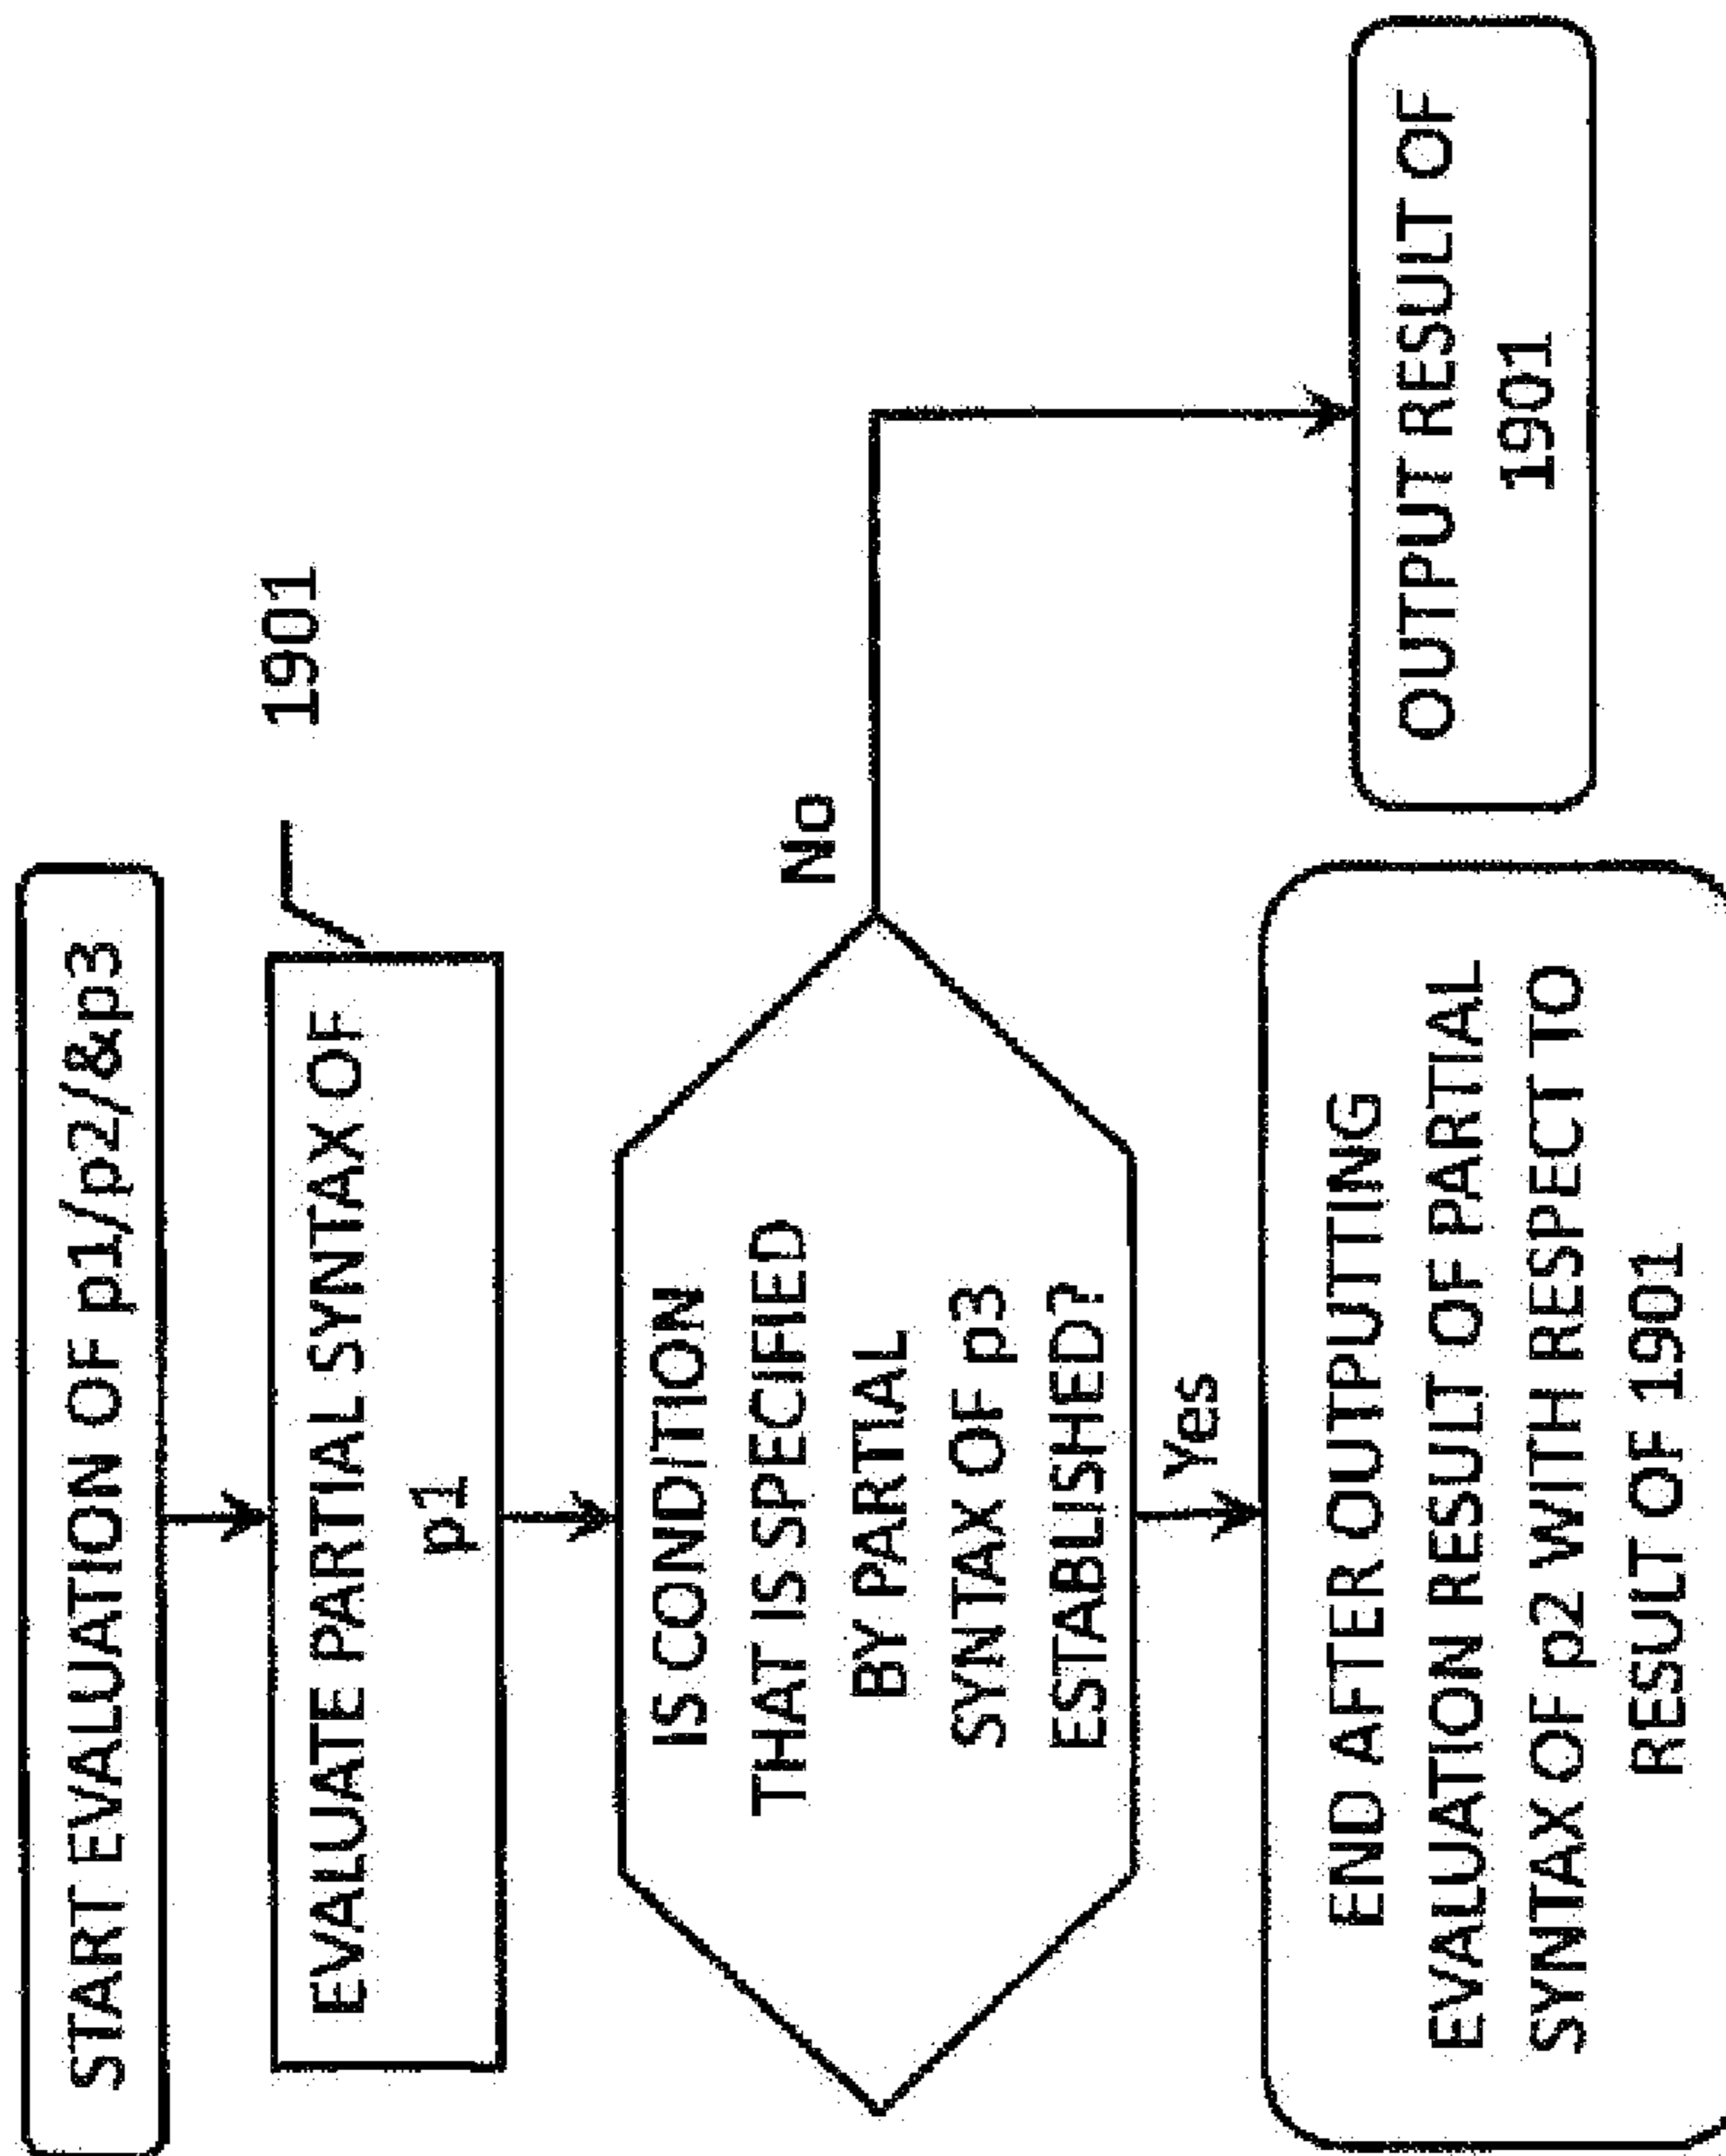 START EVALUATION OF p1/p2/&p3
EVALUATE PARTIAL SYNTAX OF
p1
1901
IS CONDITION
THAT IS SPECIFIED
BY PARTIAL
SYNTAX OF p3
ESTABLISHED?
No
Yes
END AFTER OUTPUTING
EVALUATION RESULT OF PARTIAL
SYNTAX OF p2 WITH RESPECT TO
RESULT OF 1901
OUTPUT RESULT OF
1901